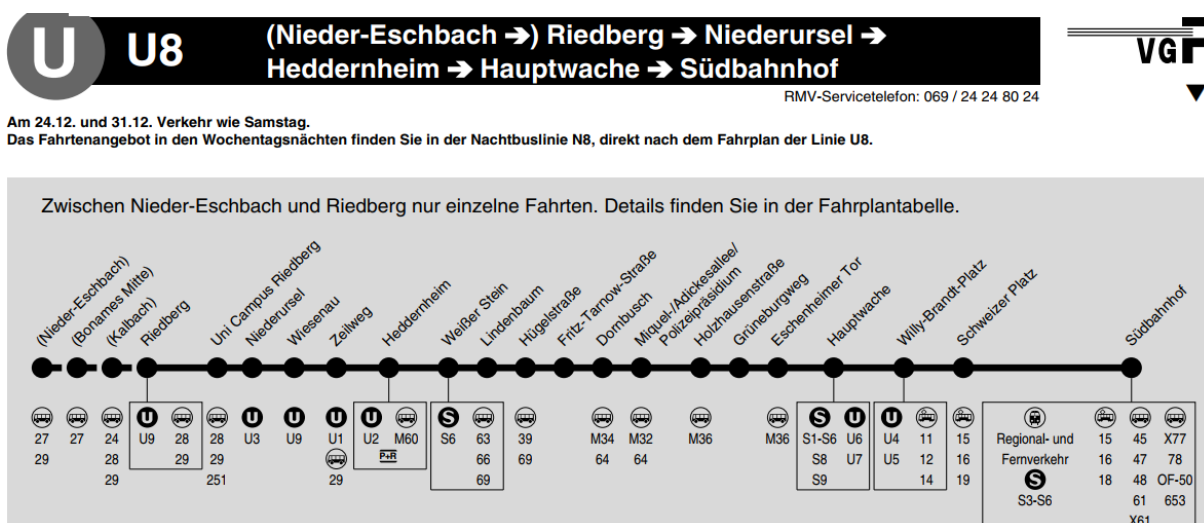 U
U8
(Nieder-Eschbach ➔) Riedberg ➔ Niederursel ➔
Heddernheim ➔ Hauptwache ➔ Südbahnhof
VGF
RMV-Servicetelefon: 069 / 24 24 80 24
Am 24.12. und 31.12. Verkehr wie Samstag.
Das Fahrtenangebot in den Wochentagsnächten finden Sie in der Nachtbuslinie N8, direkt nach dem Fahrplan der Linie U8.
Zwischen Nieder-Eschbach und Riedberg nur einzelne Fahrten. Details finden Sie in der Fahrplantabelle.
(Nieder-Eschbach)
(Bonames Mitte)
(Kalbach)
Riedberg
Uni Campus Riedberg
Niederursel
Wiesenau
Zeilweg
Heddernheim
Weißer Stein
Lindenbaum
Hügelstraße
Fritz-Tarnow-Straße
Dornbusch
Miquel-/Adickesallee/
Polizeipräsidium
Holzhausenstraße
Grüneburgweg
Eschenheimer Tor
Hauptwache
Willy-Brandt-Platz
Schweizer Platz
Südbahnhof
U U U U U S S U U
27 27 24 U9 28 28 U3 U9 U1 U2 M60 S6 63 39 M34 M32 M36 M36 S1-S6 U6 U4 11 15 Regional- und 15 45 X77
29 28 29 29 P+R 66 69 64 64 S8 U7 U5 12 16 Fernverkehr 16 47 78
29 251 29 69 S9 14 19 S 18 48 OF-50
S3-S6 61 653
X61